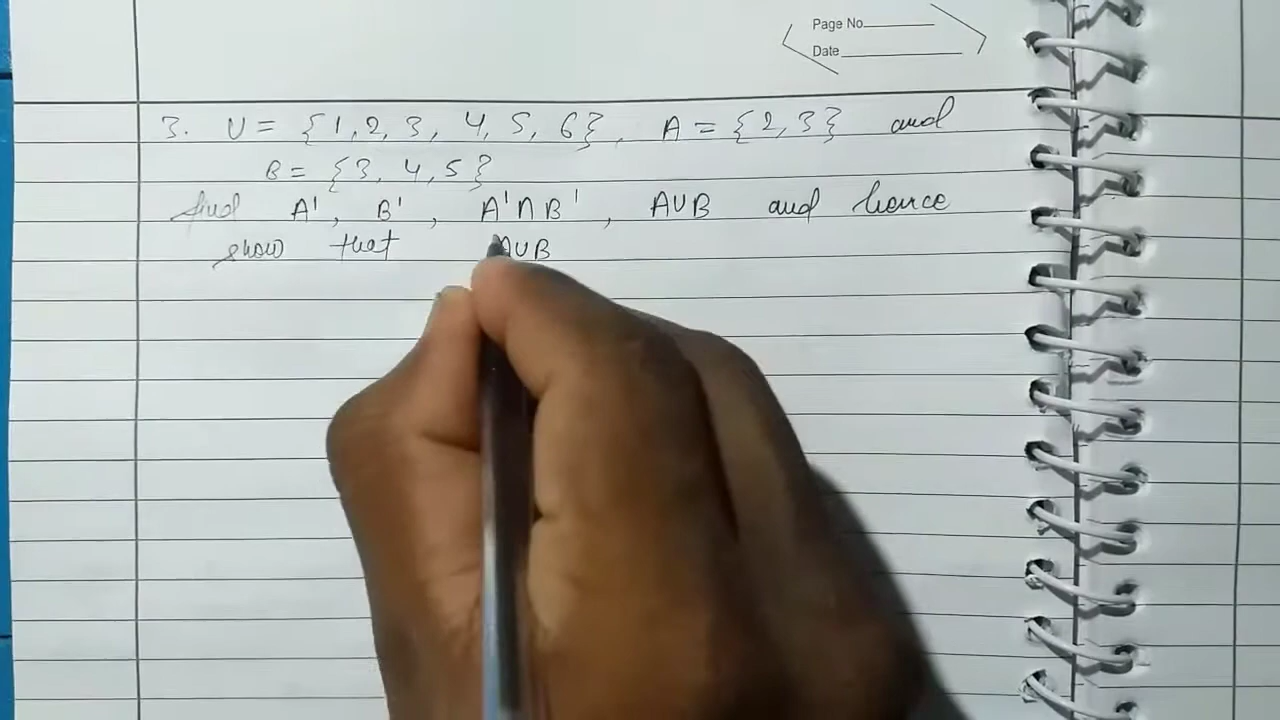 Page No.
Date
3. U = {1, 2, 3, 4, 5, 6}, A = {2, 3} and
B = {3, 4, 5}
find A', B', A'∩B', A∪B and hence
show that A∪B